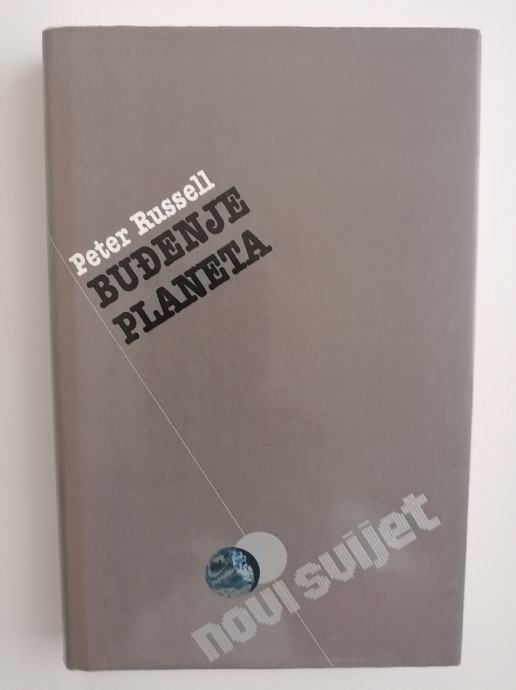 Peter Russell
BUĐENJE
PLANETA
novi svijet